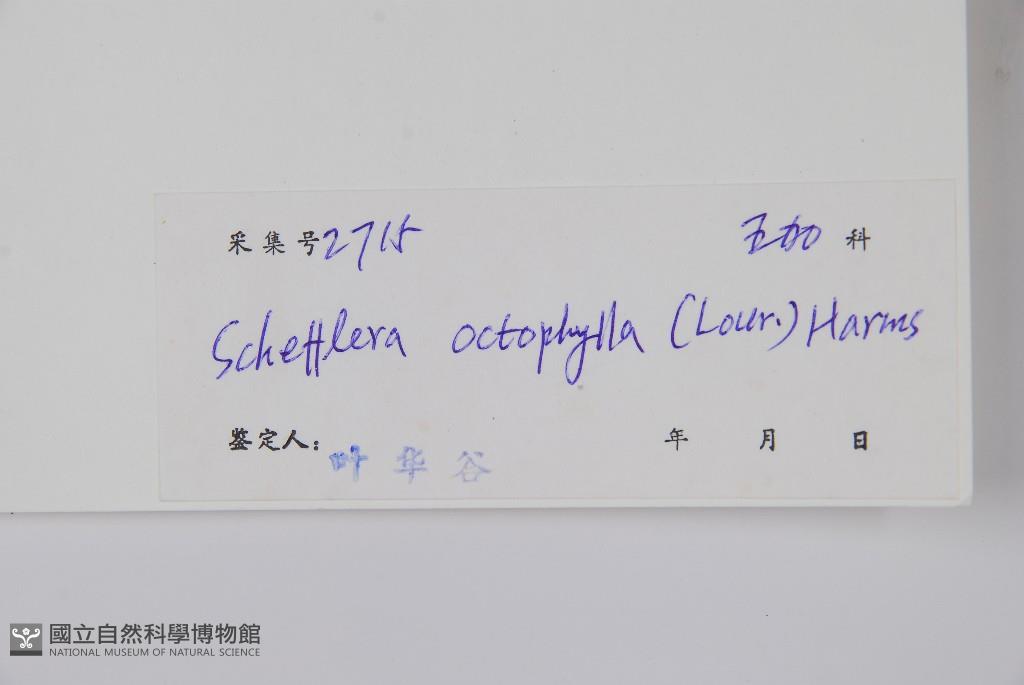 采集号2715 五加 科
Schefflera octophylla (Lour.) Harms
鉴定人: 叶华谷 年 月 日
國立自然科學博物館
NATIONAL MUSEUM OF NATURAL SCIENCE